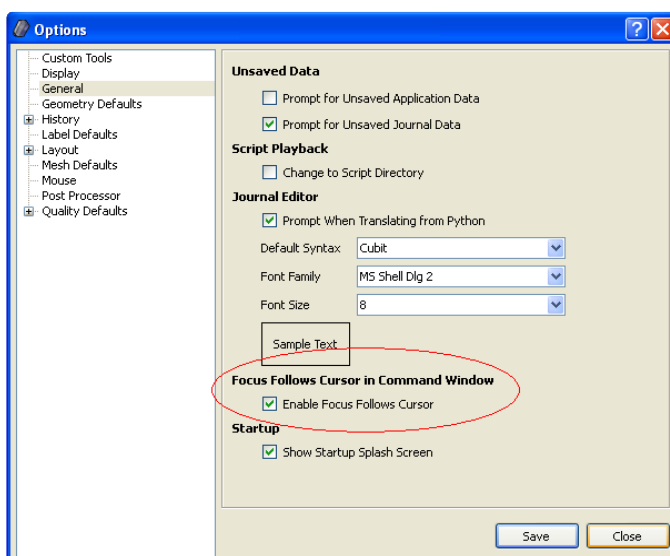 Options
Custom Tools
Display
General
Geometry Defaults
History
Label Defaults
Layout
Mesh Defaults
Mouse
Post Processor
Quality Defaults
Unsaved Data
Prompt for Unsaved Application Data
Prompt for Unsaved Journal Data
Script Playback
Change to Script Directory
Journal Editor
Prompt When Translating from Python
Default Syntax Cubit
Font Family MS Shell Dlg 2
Font Size 8
Sample Text
Focus Follows Cursor in Command Window
Enable Focus Follows Cursor
Startup
Show Startup Splash Screen
Save Close